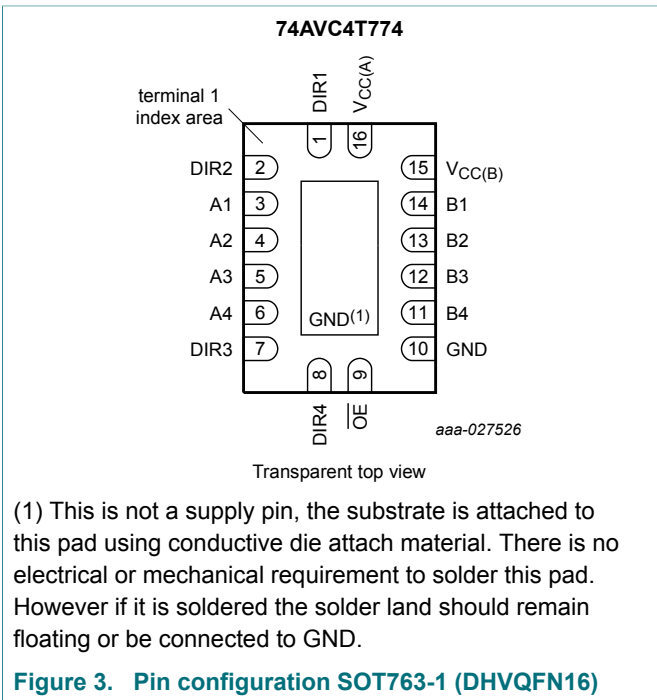 74AVC4T774
terminal 1
index area
DIR1
VCC(A)
1
16
DIR2 2
15 VCC(B)
A1 3
14 B1
A2 4
13 B2
A3 5
12 B3
A4 6
11 B4
GND(1)
DIR3 7
10 GND
8
9
DIR4
OE
aaa-027526
Transparent top view
(1) This is not a supply pin, the substrate is attached to
this pad using conductive die attach material. There is no
electrical or mechanical requirement to solder this pad.
However if it is soldered the solder land should remain
floating or be connected to GND.
Figure 3. Pin configuration SOT763-1 (DHVQFN16)